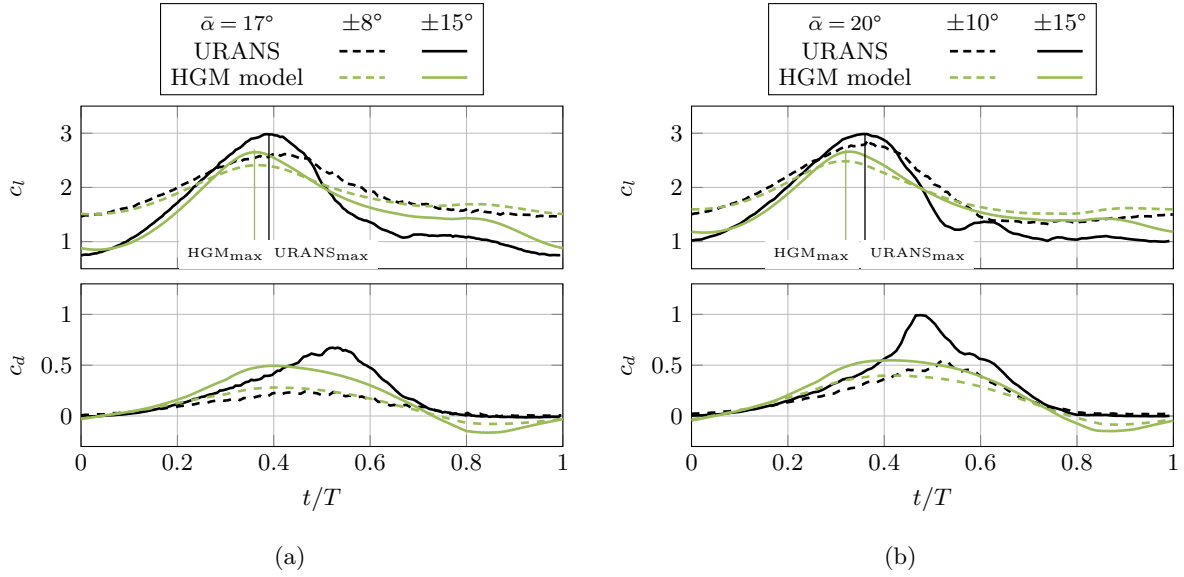 ᾱ = 17° ±8° ±15°
URANS
HGM model
3
2
1
c_l
HGM_max URANS_max
1
0.5
0
c_d
0 0.2 0.4 0.6 0.8 1
t/T
(a)
ᾱ = 20° ±10° ±15°
URANS
HGM model
3
2
1
c_l
HGM_max URANS_max
1
0.5
0
c_d
0 0.2 0.4 0.6 0.8 1
t/T
(b)